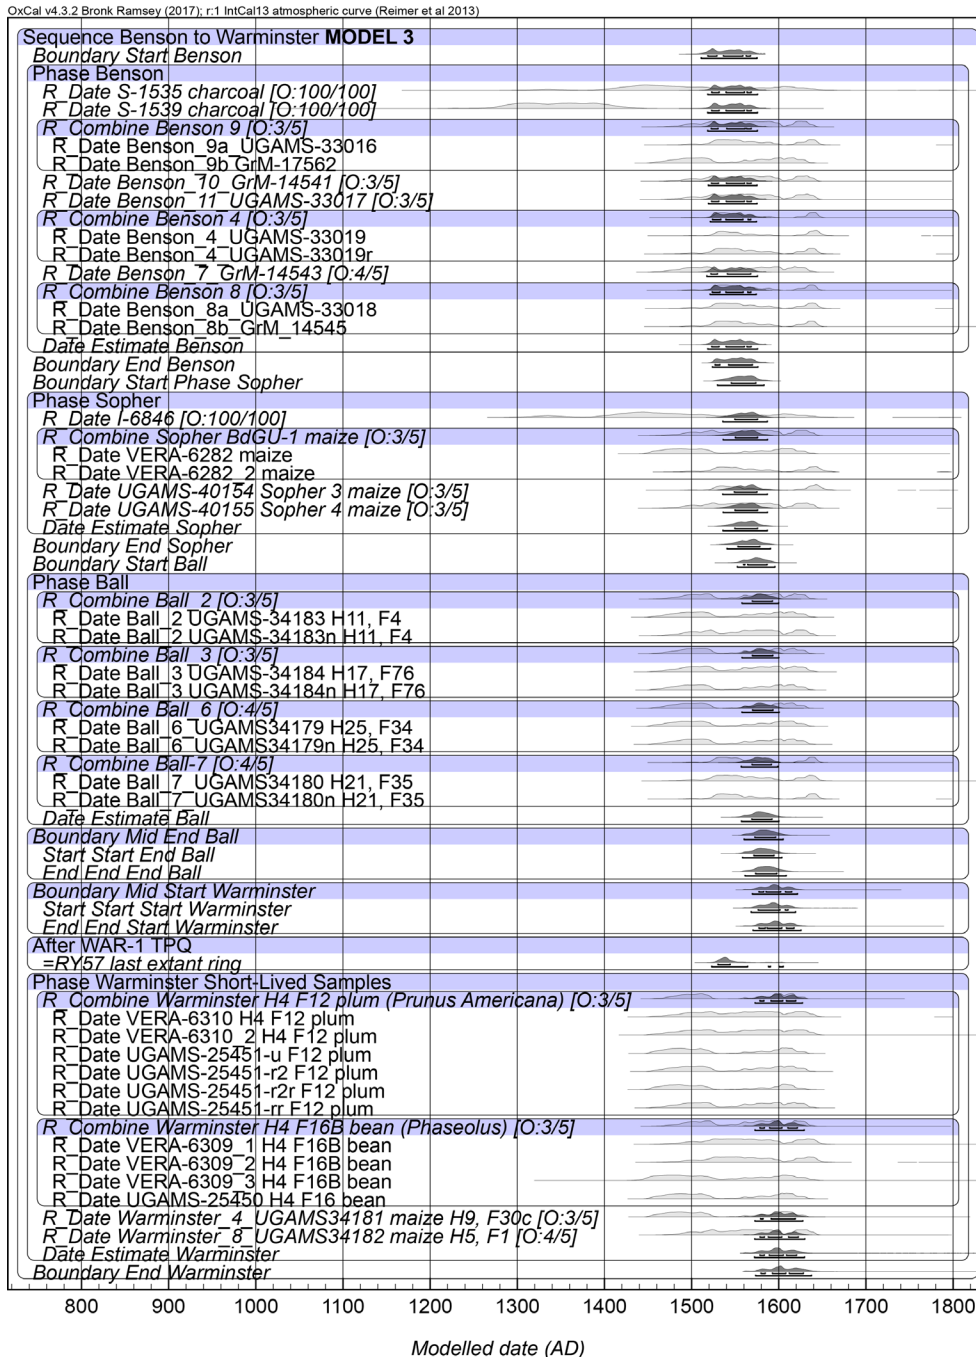 OxCal v4.3.2 Bronk Ramsey (2017); r:1 IntCal13 atmospheric curve (Reimer et al 2013)
Sequence Benson to Warminster MODEL 3
Boundary Start Benson
Phase Benson
R_Date S-1535 charcoal [O:100/100]
R_Date S-1539 charcoal [O:100/100]
R_Combine Benson 9 [O:3/5]
R_Date Benson_9a_UGAMS-33016
R_Date Benson_9b GrM-17562
R_Date Benson_10_GrM-14541 [O:3/5]
R_Date Benson_11_UGAMS-33017 [O:3/5]
R_Combine Benson 4 [O:3/5]
R_Date Benson_4_UGAMS-33019
R_Date Benson_4_UGAMS-33019r
R_Date Benson_7_GrM-14543 [O:4/5]
R_Combine Benson 8 [O:3/5]
R_Date Benson_8a_UGAMS-33018
R_Date Benson_8b_GrM_14545
Date Estimate Benson
Boundary End Benson
Boundary Start Phase Sopher
Phase Sopher
R_Date I-6846 [O:100/100]
R_Combine Sopher BdGU-1 maize [O:3/5]
R_Date VERA-6282 maize
R_Date VERA-6282_2 maize
R_Date UGAMS-40154 Sopher 3 maize [O:3/5]
R_Date UGAMS-40155 Sopher 4 maize [O:3/5]
Date Estimate Sopher
Boundary End Sopher
Boundary Start Ball
Phase Ball
R_Combine Ball_2 [O:3/5]
R_Date Ball_2 UGAMS-34183 H11, F4
R_Date Ball_2 UGAMS-34183n H11, F4
R_Combine Ball_3 [O:3/5]
R_Date Ball_3 UGAMS-34184 H17, F76
R_Date Ball_3 UGAMS-34184n H17, F76
R_Combine Ball_6 [O:4/5]
R_Date Ball_6_UGAMS34179 H25, F34
R_Date Ball_6_UGAMS34179n H25, F34
R_Combine Ball-7 [O:4/5]
R_Date Ball_7_UGAMS34180 H21, F35
R_Date Ball_7_UGAMS34180n H21, F35
Date Estimate Ball
Boundary Mid End Ball
Start Start End Ball
End End End Ball
Boundary Mid Start Warminster
Start Start Start Warminster
End End Start Warminster
After WAR-1 TPQ
=RY57 last extant ring
Phase Warminster Short-Lived Samples
R_Combine Warminster H4 F12 plum (Prunus Americana) [O:3/5]
R_Date VERA-6310 H4 F12 plum
R_Date VERA-6310_2 H4 F12 plum
R_Date UGAMS-25451-u F12 plum
R_Date UGAMS-25451-r2 F12 plum
R_Date UGAMS-25451-r2r F12 plum
R_Date UGAMS-25451-rr F12 plum
R_Combine Warminster H4 F16B bean (Phaseolus) [O:3/5]
R_Date VERA-6309_1 H4 F16B bean
R_Date VERA-6309_2 H4 F16B bean
R_Date VERA-6309_3 H4 F16B bean
R_Date UGAMS-25450 H4 F16 bean
R_Date Warminster_4_UGAMS34181 maize H9, F30c [O:3/5]
R_Date Warminster_8_UGAMS34182 maize H5, F1 [O:4/5]
Date Estimate Warminster
Boundary End Warminster
800 900 1000 1100 1200 1300 1400 1500 1600 1700 1800
Modelled date (AD)